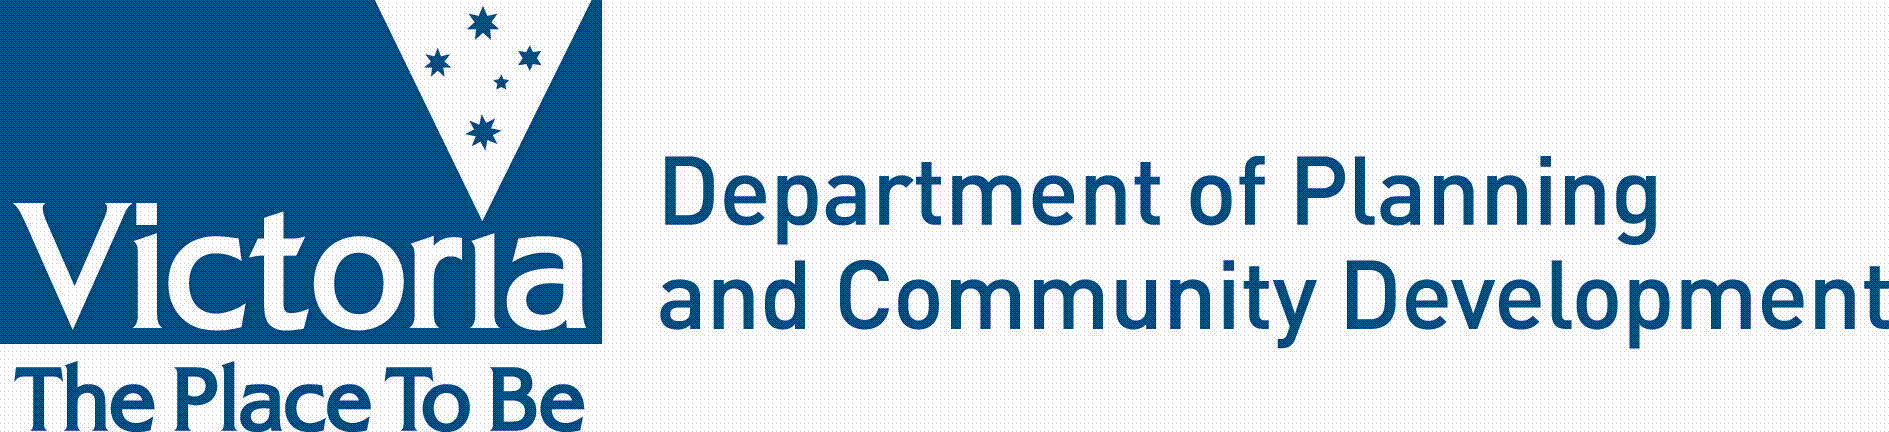 Victoria
The Place To Be
Department of Planning
and Community Development